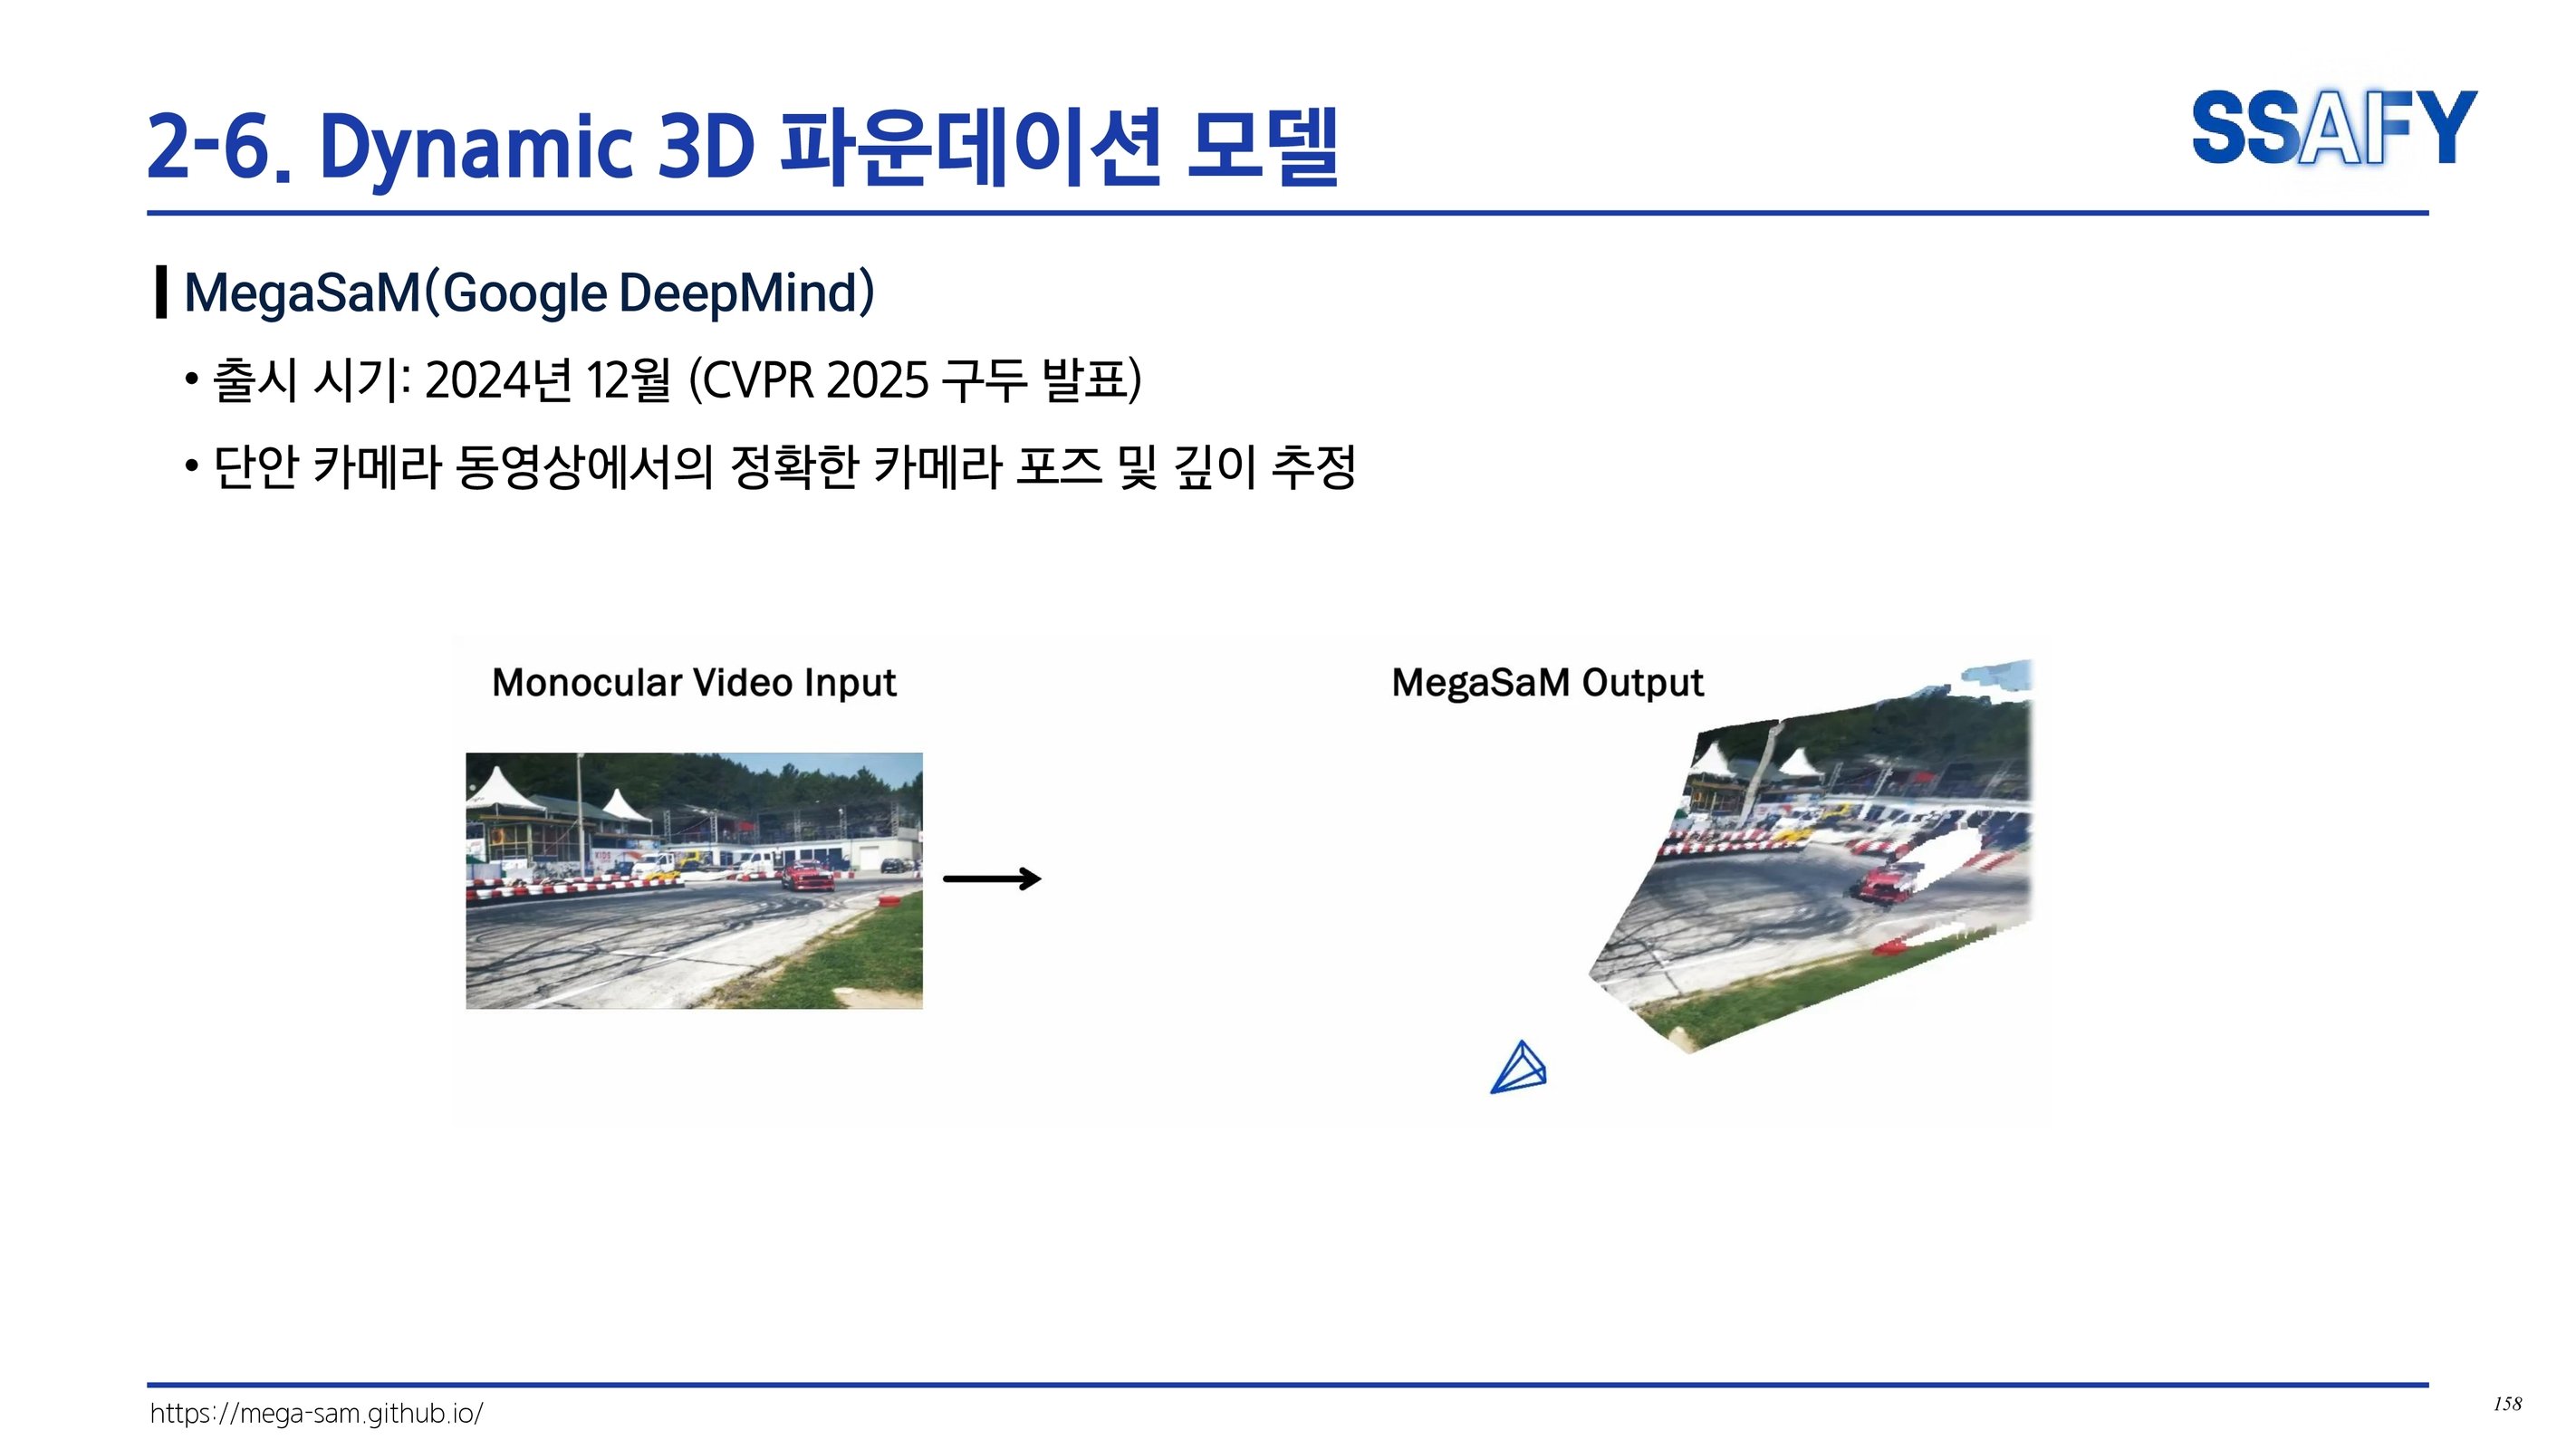 2-6. Dynamic 3D 파운데이션 모델
SSAFY
MegaSaM(Google DeepMind)
• 출시 시기: 2024년 12월 (CVPR 2025 구두 발표)
• 단안 카메라 동영상에서의 정확한 카메라 포즈 및 깊이 추정
Monocular Video Input
MegaSaM Output
KIDS
https://mega-sam.github.io/
158